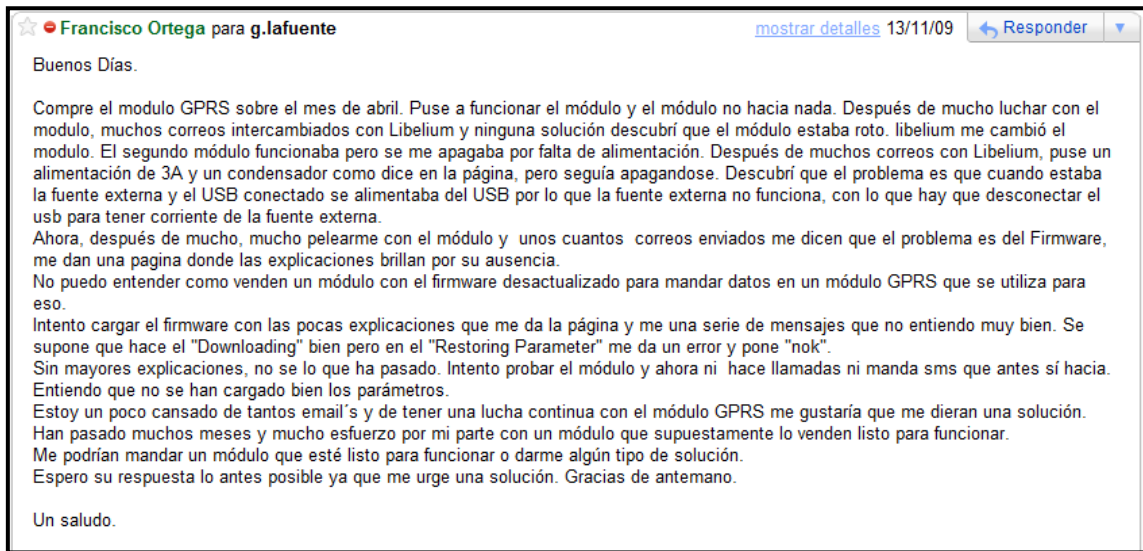 Francisco Ortega para g.lafuente mostrar detalles 13/11/09 Responder
Buenos Días.
Compre el modulo GPRS sobre el mes de abril. Puse a funcionar el módulo y el módulo no hacia nada. Después de mucho luchar con el
modulo, muchos correos intercambiados con Libelium y ninguna solución descubrí que el módulo estaba roto. libelium me cambió el
modulo. El segundo módulo funcionaba pero se me apagaba por falta de alimentación. Después de muchos correos con Libelium, puse un
alimentación de 3A y un condensador como dice en la página, pero seguía apagandose. Descubrí que el problema es que cuando estaba
la fuente externa y el USB conectado se alimentaba del USB por lo que la fuente externa no funciona, con lo que hay que desconectar el
usb para tener corriente de la fuente externa.
Ahora, después de mucho, mucho pelearme con el módulo y unos cuantos correos enviados me dicen que el problema es del Firmware,
me dan una pagina donde las explicaciones brillan por su ausencia.
No puedo entender como venden un módulo con el firmware desactualizado para mandar datos en un módulo GPRS que se utiliza para
eso.
Intento cargar el firmware con las pocas explicaciones que me da la página y me una serie de mensajes que no entiendo muy bien. Se
supone que hace el "Downloading" bien pero en el "Restoring Parameter" me da un error y pone "nok".
Sin mayores explicaciones, no se lo que ha pasado. Intento probar el módulo y ahora ni hace llamadas ni manda sms que antes sí hacia.
Entiendo que no se han cargado bien los parámetros.
Estoy un poco cansado de tantos email´s y de tener una lucha continua con el módulo GPRS me gustaría que me dieran una solución.
Han pasado muchos meses y mucho esfuerzo por mi parte con un módulo que supuestamente lo venden listo para funcionar.
Me podrían mandar un módulo que esté listo para funcionar o darme algún tipo de solución.
Espero su respuesta lo antes posible ya que me urge una solución. Gracias de antemano.
Un saludo.